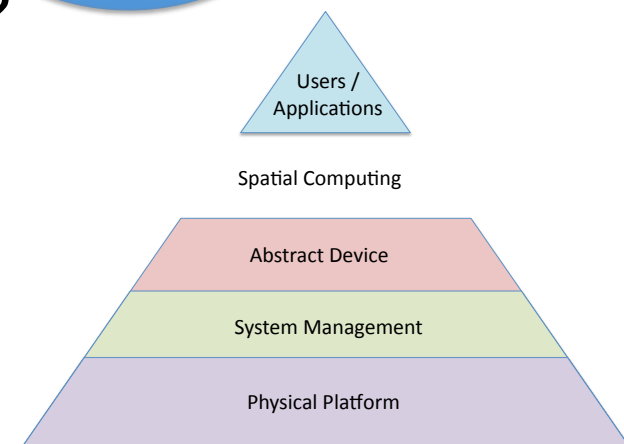 Users /
Applications
Spatial Computing
Abstract Device
System Management
Physical Platform